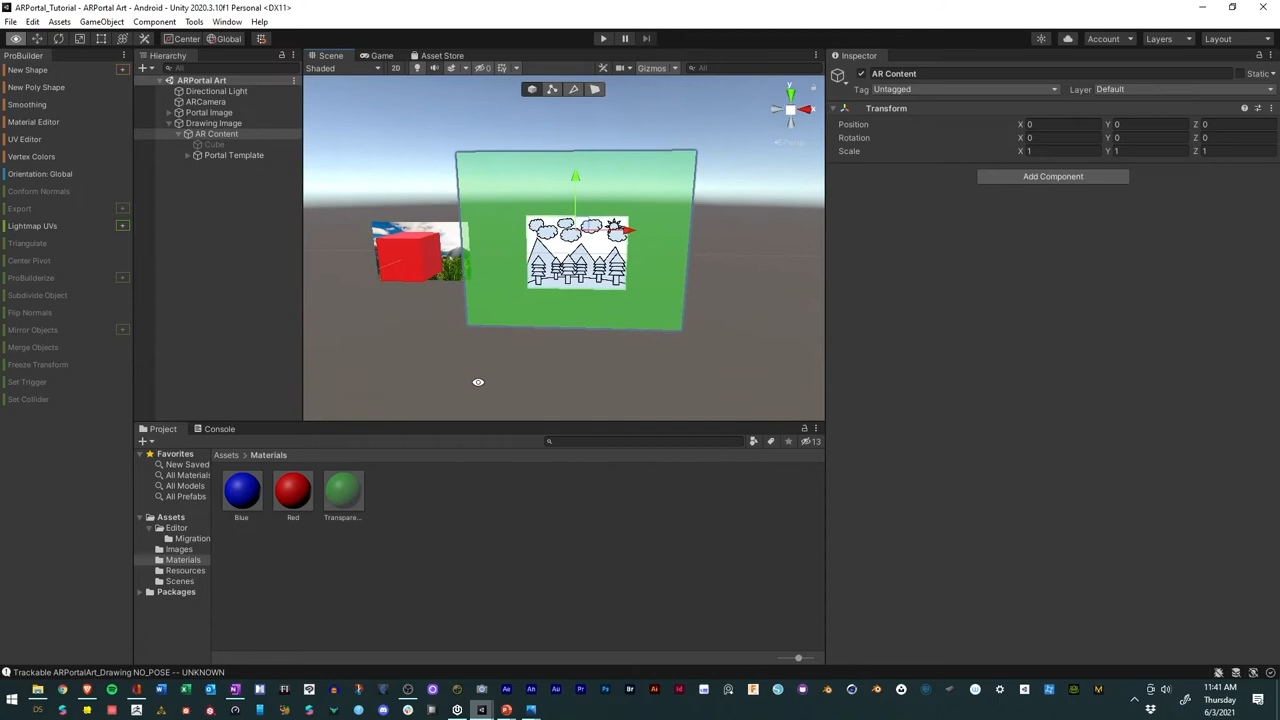 ARPortal_Tutorial - ARPortal Art - Android - Unity 2020.3.10f1 Personal <DX11>
File Edit Assets GameObject Component Tools Window Help
Center Global Account Layers Layout
ProBuilder
New Shape
New Poly Shape
Smoothing
Material Editor
UV Editor
Vertex Colors
Orientation: Global
Conform Normals
Export
Lightmap UVs
Triangulate
Center Pivot
ProBuilderize
Subdivide Object
Flip Normals
Mirror Objects
Merge Objects
Freeze Transform
Set Trigger
Set Collider
Hierarchy
All
ARPortal Art
Directional Light
ARCamera
Portal Image
Drawing Image
AR Content
Cube
Portal Template
Scene Game Asset Store
Shaded 2D 0 Gizmos All
y
x
Persp
Inspector
AR Content Static
Tag Untagged Layer Default
Transform
Position X 0 Y 0 Z 0
Rotation X 0 Y 0 Z 0
Scale X 1 Y 1 Z 1
Add Component
Project Console
13
Favorites
New Saved
All Materials
All Models
All Prefabs
Assets
Editor
Migration
Images
Materials
Resources
Scenes
Packages
Assets > Materials
Blue Red Transpare...
Trackable ARPortalArt_Drawing NO_POSE -- UNKNOWN
11:41 AM
Thursday
6/3/2021